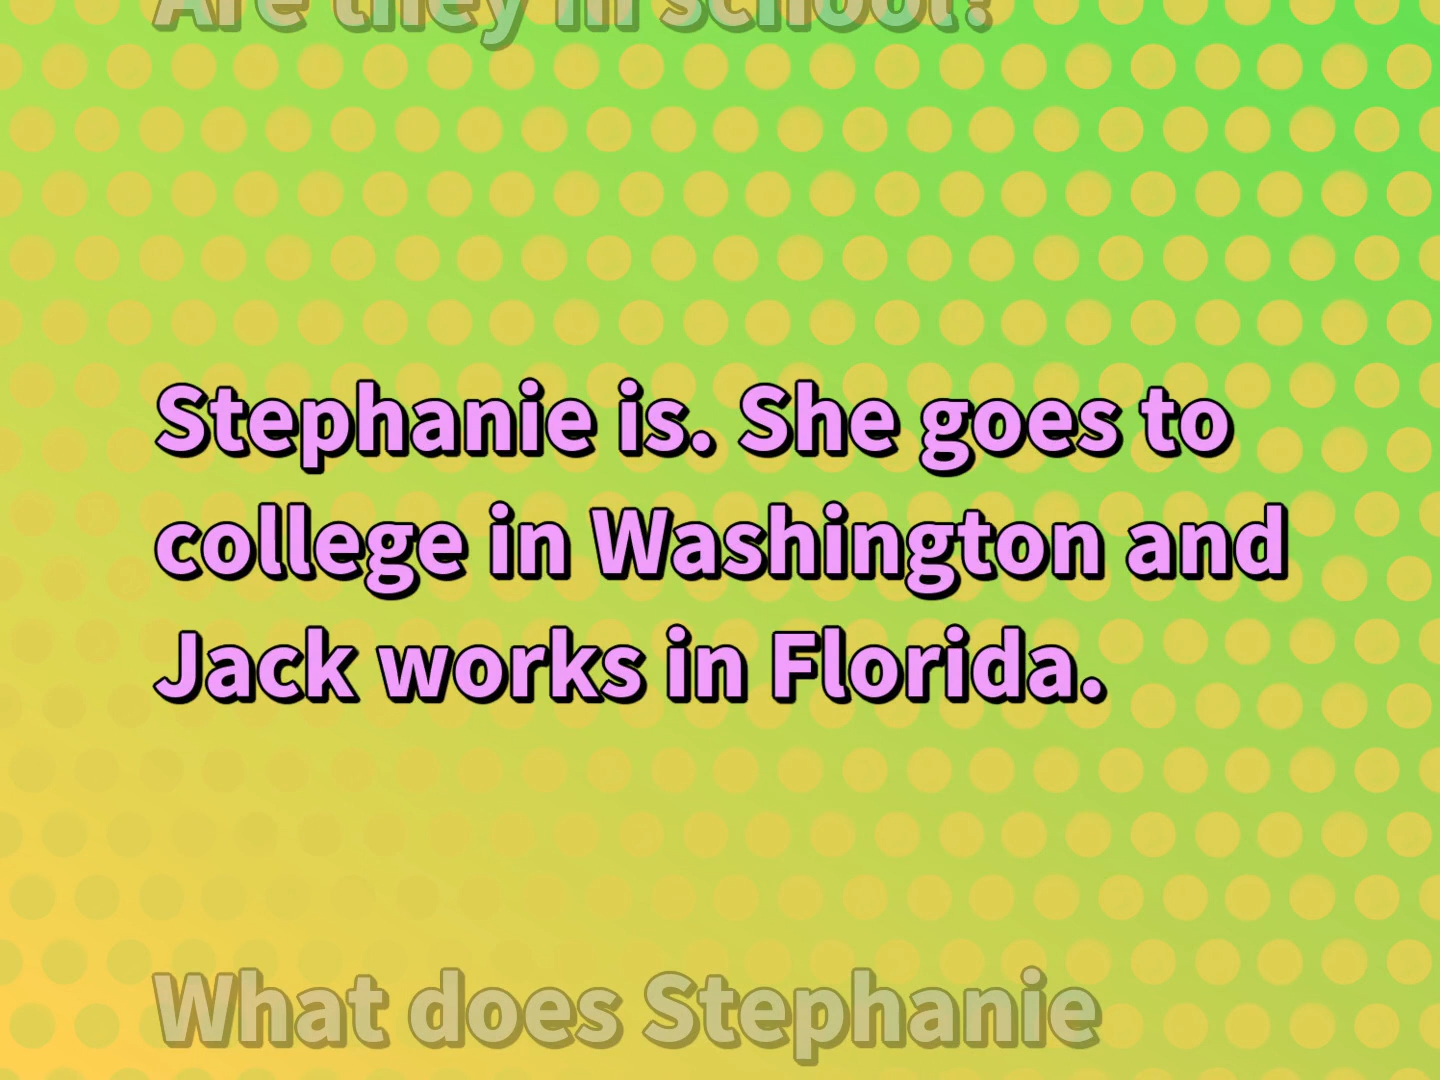 Are they in school?
Stephanie is. She goes to
college in Washington and
Jack works in Florida.
What does Stephanie